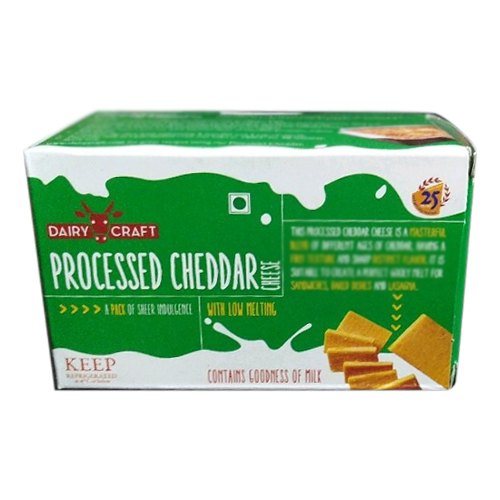 25
DAIRY CRAFT
PROCESSED CHEDDAR
CHEESE
A PACK OF SHEER INDULGENCE
WITH LOW MELTING
THIS PROCESSED CHEDDAR CHEESE IS A MASTERFUL
BLEND OF DIFFERENT AGES OF CHEDDAR, HAVING A
FIRM TEXTURE AND SHARP DISTINCT FLAVOR. IT IS
SUITABLE TO CREATE A PERFECT MELT FOR
SANDWICHES, BAKED DISHES AND LASAGNA.
KEEP
REFRIGERATED
CONTAINS GOODNESS OF MILK